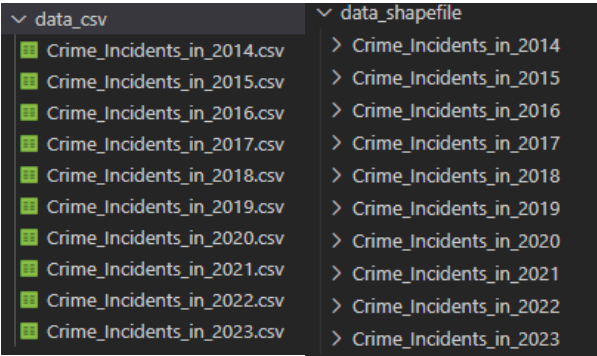 data_csv
Crime_Incidents_in_2014.csv
Crime_Incidents_in_2015.csv
Crime_Incidents_in_2016.csv
Crime_Incidents_in_2017.csv
Crime_Incidents_in_2018.csv
Crime_Incidents_in_2019.csv
Crime_Incidents_in_2020.csv
Crime_Incidents_in_2021.csv
Crime_Incidents_in_2022.csv
Crime_Incidents_in_2023.csv
data_shapefile
Crime_Incidents_in_2014
Crime_Incidents_in_2015
Crime_Incidents_in_2016
Crime_Incidents_in_2017
Crime_Incidents_in_2018
Crime_Incidents_in_2019
Crime_Incidents_in_2020
Crime_Incidents_in_2021
Crime_Incidents_in_2022
Crime_Incidents_in_2023